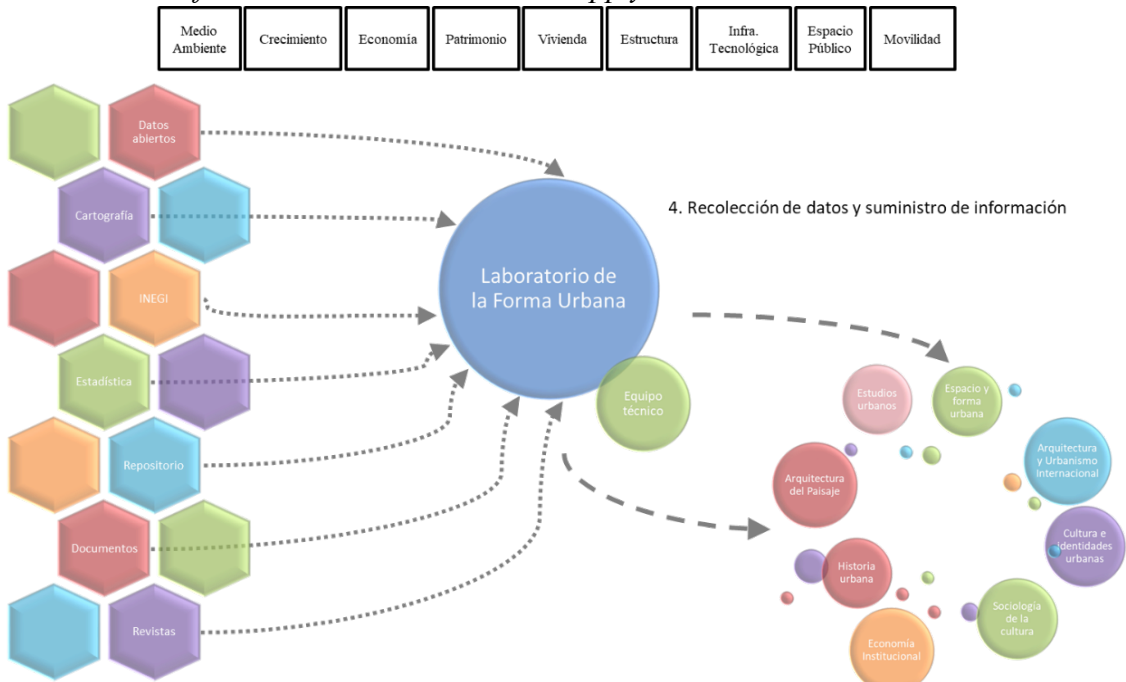 Medio
Ambiente
Crecimiento
Economía
Patrimonio
Vivienda
Estructura
Infra.
Tecnológica
Espacio
Público
Movilidad
Datos
abiertos
Cartografía
INEGI
Estadística
Repositorio
Documentos
Revistas
Laboratorio de
la Forma Urbana
Equipo
técnico
4. Recolección de datos y suministro de información
Estudios
urbanos
Espacio y
forma
urbana
Arquitectura
y Urbanismo
Internacional
Arquitectura
del Paisaje
Cultura e
identidades
urbanas
Historia
urbana
Sociología
de la
cultura
Economía
Institucional